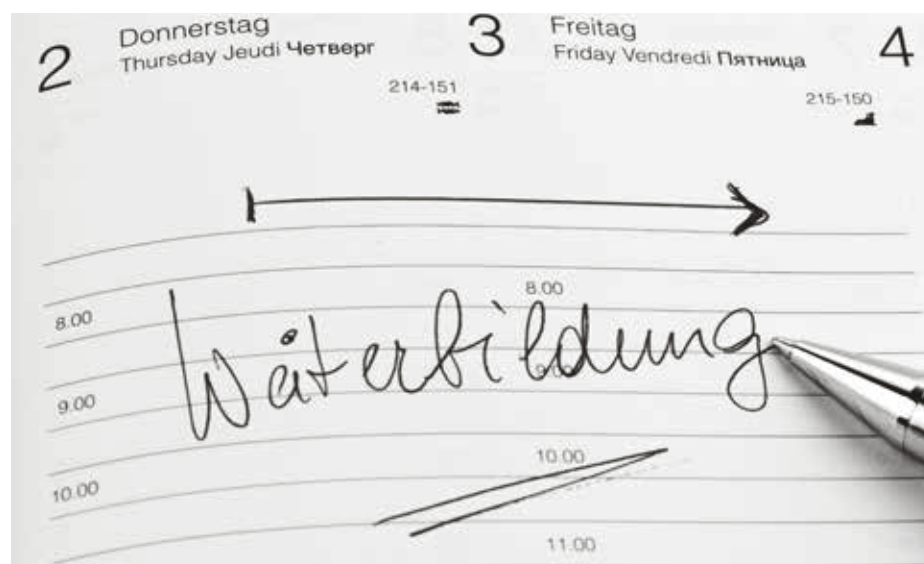 2 Donnerstag 3 Freitag 4
Thursday Jeudi Четверг Friday Vendredi Пятница
214-151 215-150
8.00 8.00
Weiterbildung
9.00 9.00
10.00 10.00
11.00